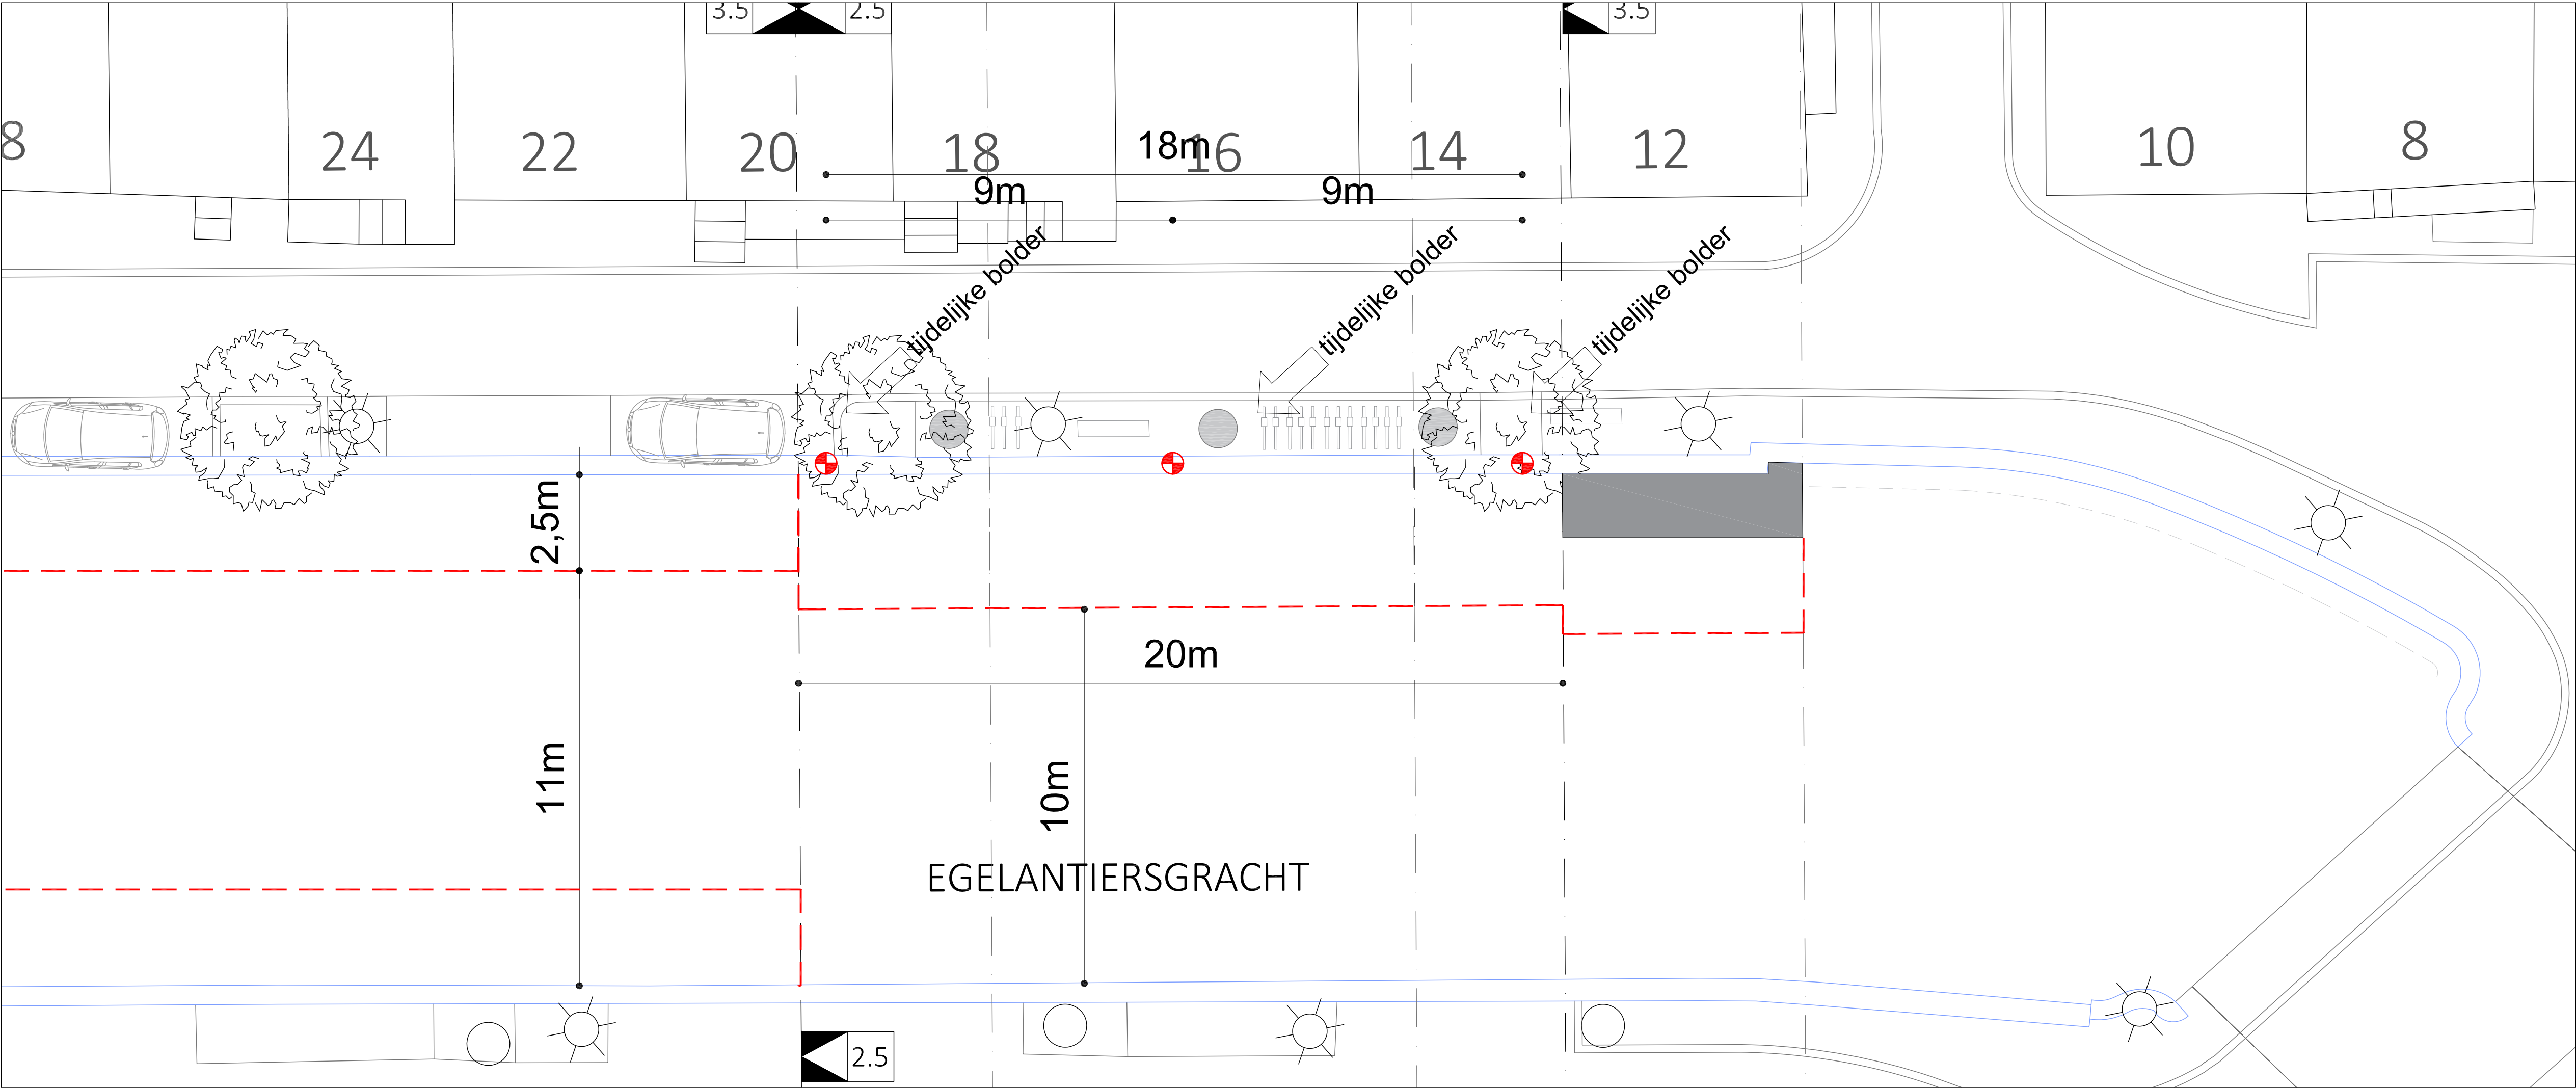 3.5
2.5
3.5
8
24
22
20
18
18m
16
14
12
10
8
9m
9m
tijdelijke bolder
tijdelijke bolder
tijdelijke bolder
2,5m
20m
11m
10m
EGELANTIERSGRACHT
2.5